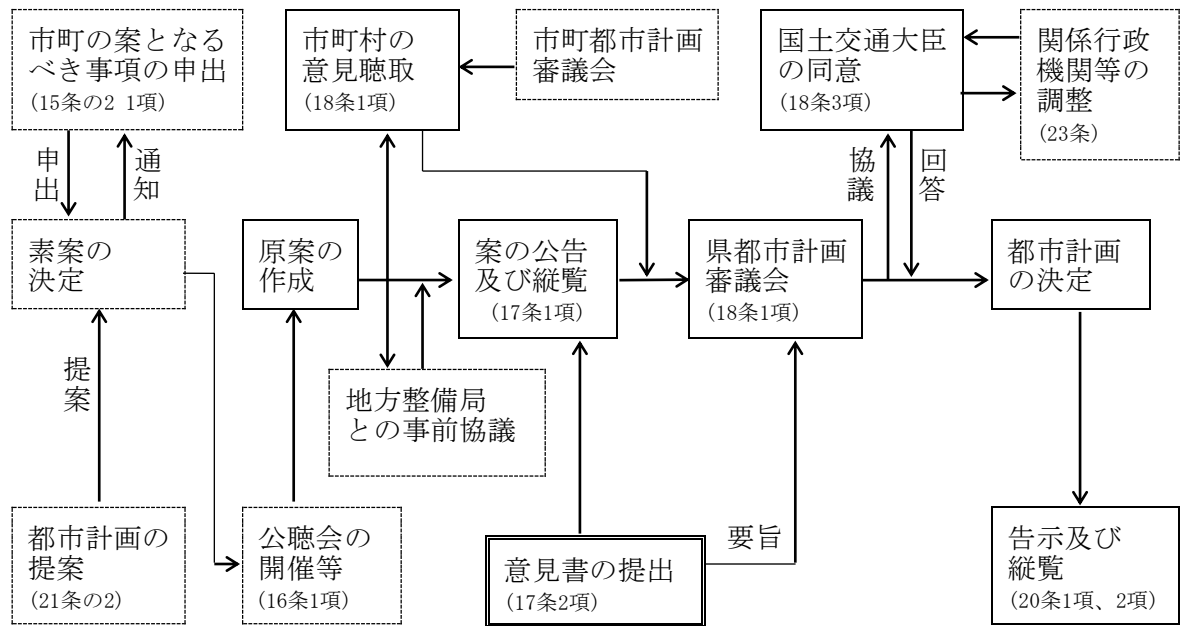 市町の案となる
べき事項の申出
(15条の2 1項)
市町村の
意見聴取
(18条1項)
市町都市計画
審議会
国土交通大臣
の同意
(18条3項)
関係行政
機関等の
調整
(23条)
申出
通知
協議
回答
素案の
決定
原案の
作成
案の公告
及び縦覧
(17条1項)
県都市計画
審議会
(18条1項)
都市計画
の決定
提案
地方整備局
との事前協議
都市計画の
提案
(21条の2)
公聴会の
開催等
(16条1項)
意見書の提出
(17条2項)
要旨
告示及び
縦覧
(20条1項、2項)